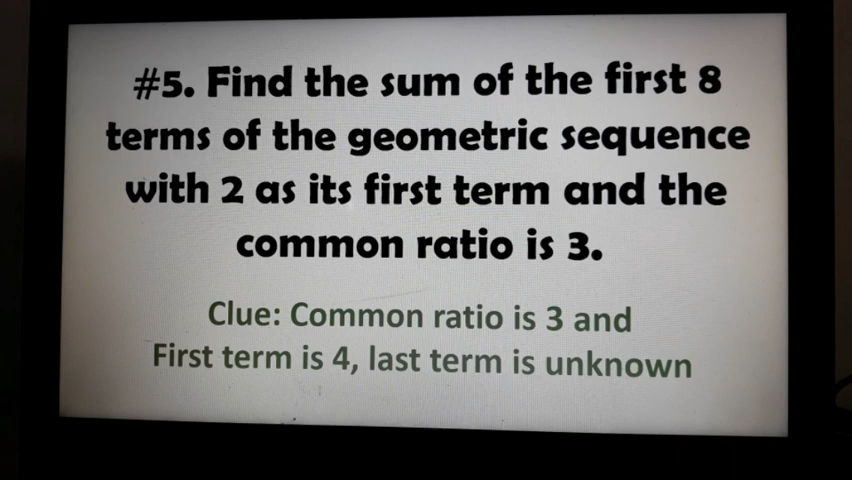 #5. Find the sum of the first 8
terms of the geometric sequence
with 2 as its first term and the
common ratio is 3.
Clue: Common ratio is 3 and
First term is 4, last term is unknown